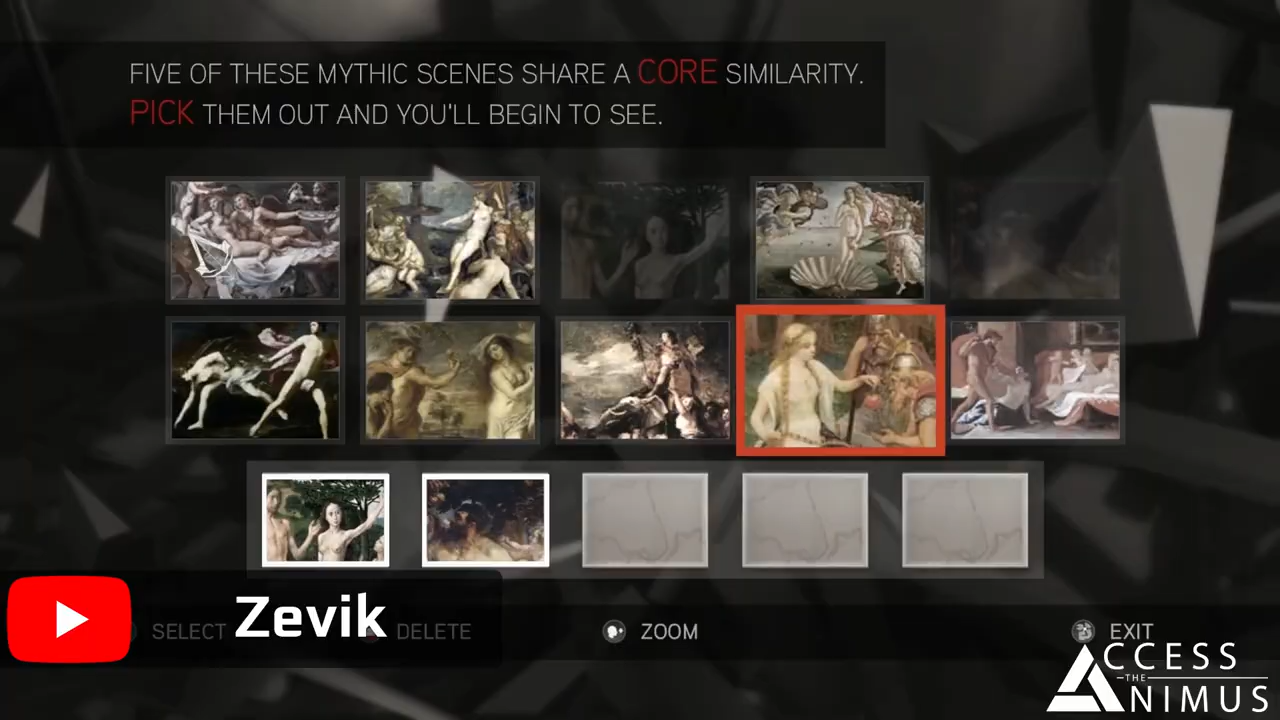 FIVE OF THESE MYTHIC SCENES SHARE A CORE SIMILARITY.
PICK THEM OUT AND YOU'LL BEGIN TO SEE.
SELECT
Zevik
DELETE
ZOOM
EXIT
ACCESS
THE
ANIMUS